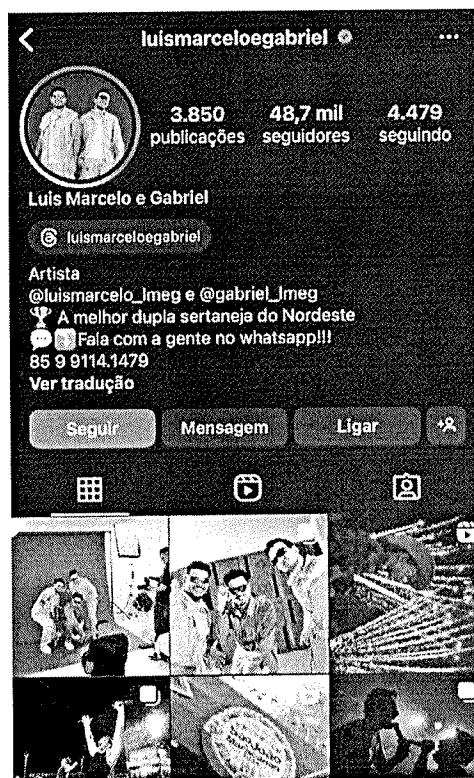 luismarceloegabriel
3.850 48,7 mil 4.479
publicações seguidores seguindo
Luis Marcelo e Gabriel
luismarceloegabriel
Artista
@luismarcelo_lmeg e @gabriel_lmeg
🏆 A melhor dupla sertaneja do Nordeste
💬 Fala com a gente no whatsapp!!!
85 9 9114.1479
Ver tradução
Seguir Mensagem Ligar